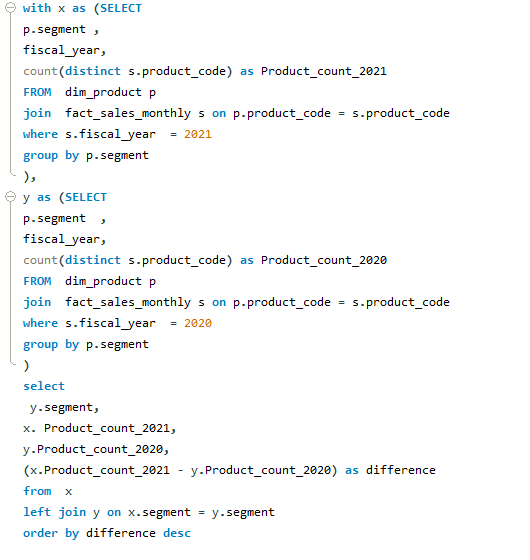 with x as (SELECT
p.segment ,
fiscal_year,
count(distinct s.product_code) as Product_count_2021
FROM  dim_product p
join  fact_sales_monthly s on p.product_code = s.product_code
where s.fiscal_year  = 2021
group by p.segment
),
y as (SELECT
p.segment  ,
fiscal_year,
count(distinct s.product_code) as Product_count_2020
FROM  dim_product p
join  fact_sales_monthly s on p.product_code = s.product_code
where s.fiscal_year  = 2020
group by p.segment
)
select
 y.segment,
x. Product_count_2021,
y.Product_count_2020,
(x.Product_count_2021 - y.Product_count_2020) as difference
from  x
left join y on x.segment = y.segment
order by difference desc